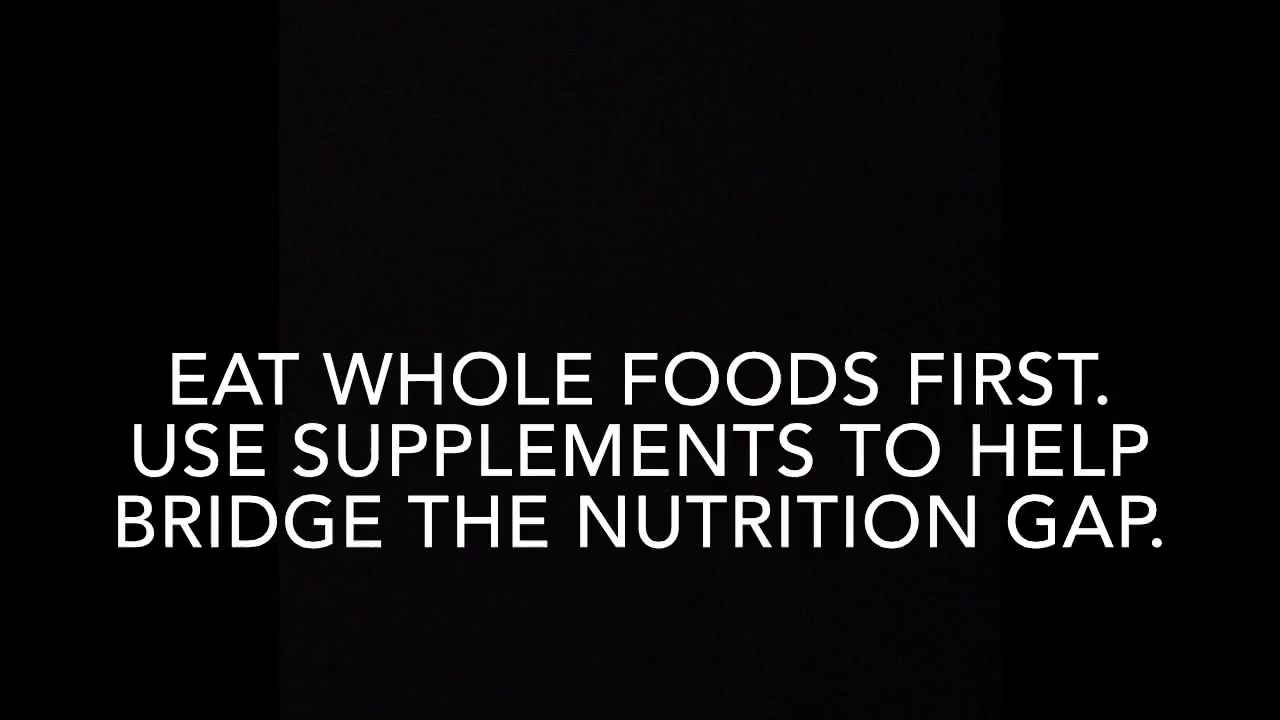 EAT WHOLE FOODS FIRST.
USE SUPPLEMENTS TO HELP
BRIDGE THE NUTRITION GAP.